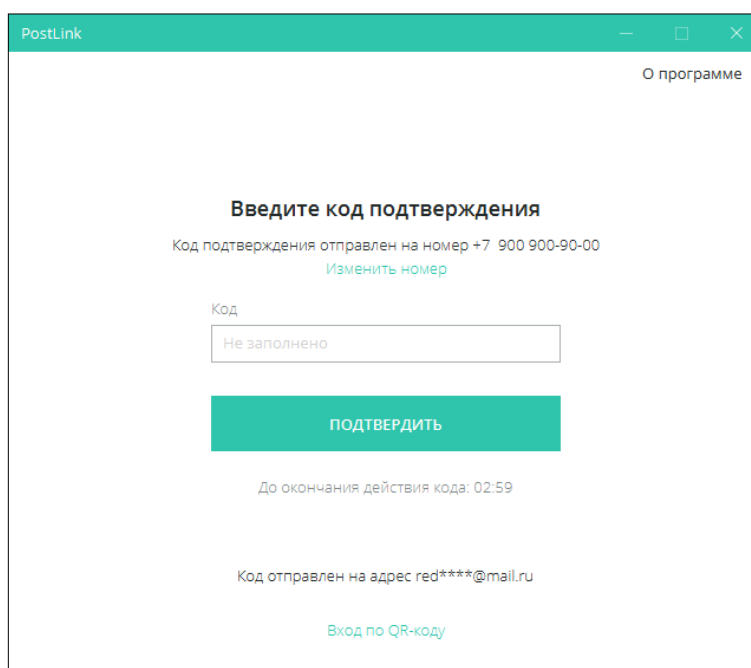 PostLink
О программе
Введите код подтверждения
Код подтверждения отправлен на номер +7 900 900-90-00
Изменить номер
Код
Не заполнено
ПОДТВЕРДИТЬ
До окончания действия кода: 02:59
Код отправлен на адрес red****@mail.ru
Вход по QR-коду